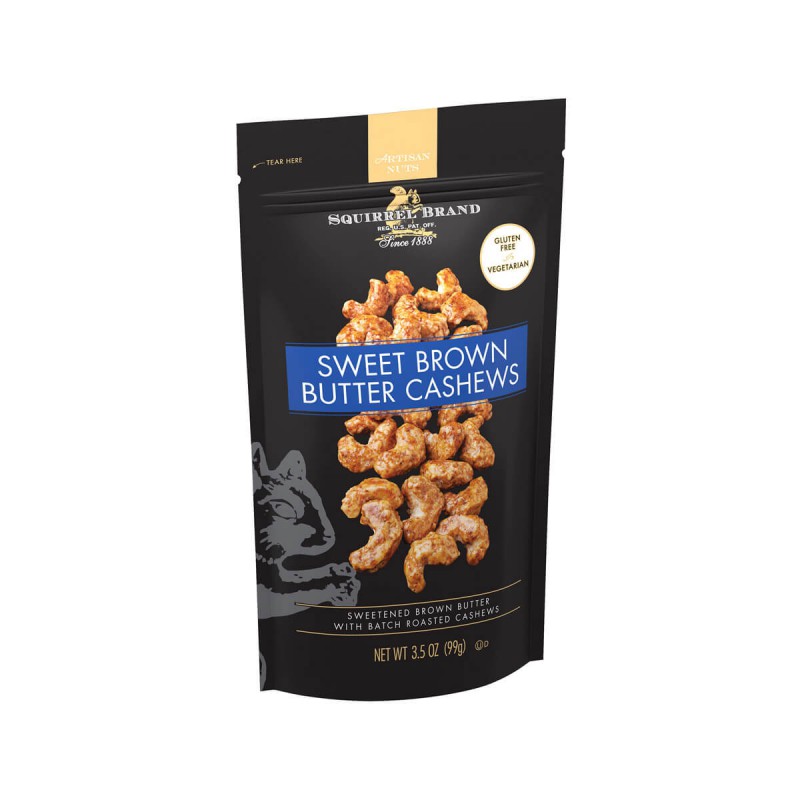 ARTISAN
NUTS
TEAR HERE
SQUIRREL BRAND
REG. U.S. PAT. OFF.
Since 1888
GLUTEN
FREE
VEGETARIAN
SWEET BROWN
BUTTER CASHEWS
SWEETENED BROWN BUTTER
WITH BATCH ROASTED CASHEWS
NET WT 3.5 OZ (99g) Ⓤ D